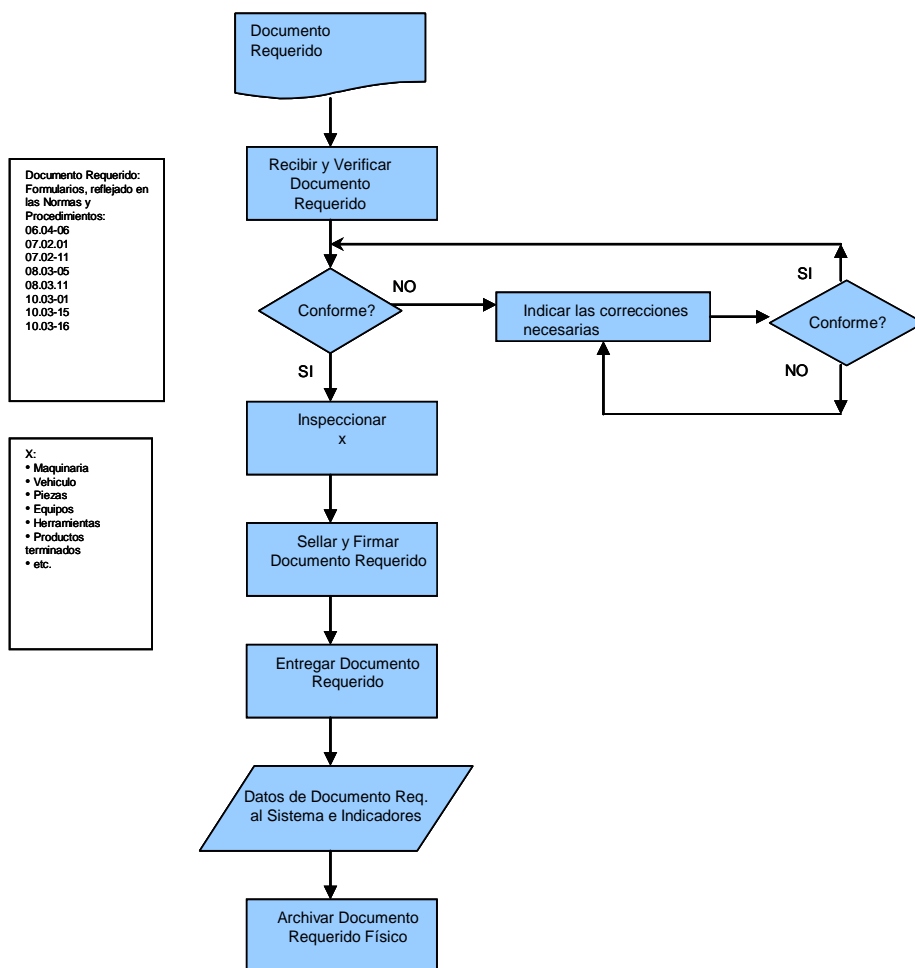 Documento
Requerido
Recibir y Verificar
Documento
Requerido
Documento Requerido:
Formularios, reflejado en
las Normas y
Procedimientos:
06.04-06
07.02.01
07.02-11
08.03-05
08.03.11
10.03-01
10.03-15
10.03-16
Conforme?
NO
Indicar las correcciones
necesarias
Conforme?
SI
NO
SI
Inspeccionar
x
X:
• Maquinaria
• Vehiculo
• Piezas
• Equipos
• Herramientas
• Productos
terminados
• etc.
Sellar y Firmar
Documento Requerido
Entregar Documento
Requerido
Datos de Documento Req.
al Sistema e Indicadores
Archivar Documento
Requerido Físico